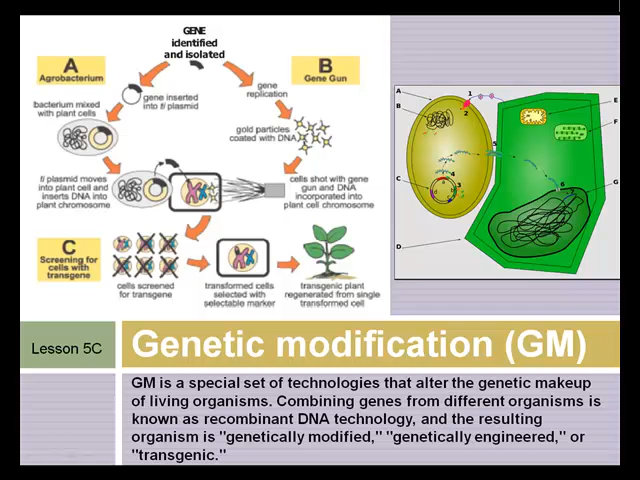 GENE
identified
and isolated
A
Agrobacterium
B
Gene Gun
bacterium mixed
with plant cells
gene inserted
into ti plasmid
gene
replication
gold particles
coated with DNA
ti plasmid moves
into plant cell and
inserts DNA into
plant chromosome
cells shot with gene
gun and DNA
incorporated into
plant cell chromosome
C
Screening for
cells with
transgene
cells screened
for transgene
transformed cells
selected with
selectable marker
transgenic plant
regenerated from single
transformed cell
A
B
C
D
1
2
3
4
5
6
E
F
G
Lesson 5C
Genetic modification (GM)
GM is a special set of technologies that alter the genetic makeup
of living organisms. Combining genes from different organisms is
known as recombinant DNA technology, and the resulting
organism is "genetically modified," "genetically engineered," or
"transgenic."